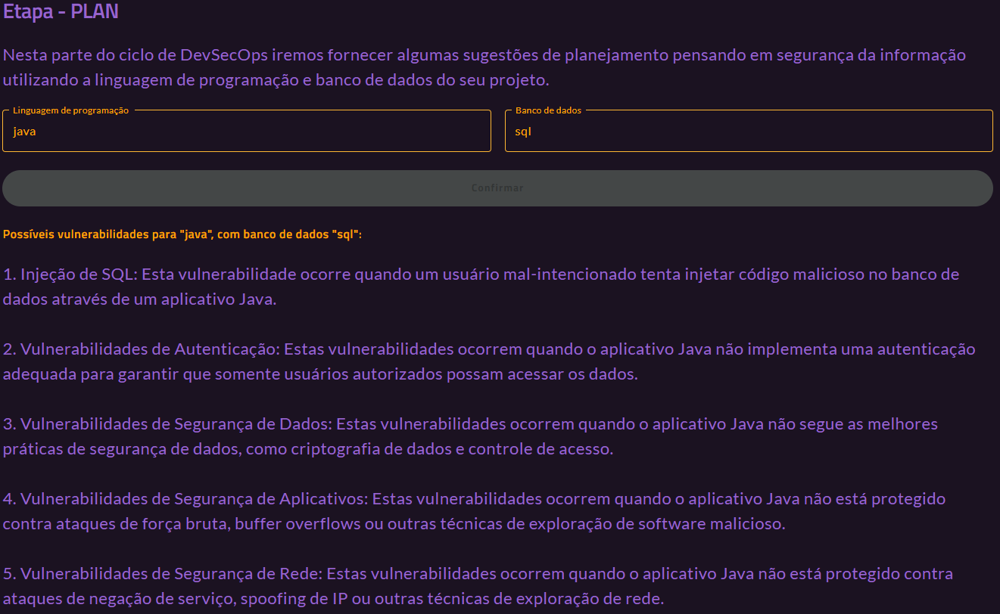 Etapa - PLAN
Nesta parte do ciclo de DevSecOps iremos fornecer algumas sugestões de planejamento pensando em segurança da informação
utilizando a linguagem de programação e banco de dados do seu projeto.
Linguagem de programação
java
Banco de dados
sql
Confirmar
Possíveis vulnerabilidades para "java", com banco de dados "sql":
1. Injeção de SQL: Esta vulnerabilidade ocorre quando um usuário mal-intencionado tenta injetar código malicioso no banco de
dados através de um aplicativo Java.
2. Vulnerabilidades de Autenticação: Estas vulnerabilidades ocorrem quando o aplicativo Java não implementa uma autenticação
adequada para garantir que somente usuários autorizados possam acessar os dados.
3. Vulnerabilidades de Segurança de Dados: Estas vulnerabilidades ocorrem quando o aplicativo Java não segue as melhores
práticas de segurança de dados, como criptografia de dados e controle de acesso.
4. Vulnerabilidades de Segurança de Aplicativos: Estas vulnerabilidades ocorrem quando o aplicativo Java não está protegido
contra ataques de força bruta, buffer overflows ou outras técnicas de exploração de software malicioso.
5. Vulnerabilidades de Segurança de Rede: Estas vulnerabilidades ocorrem quando o aplicativo Java não está protegido contra
ataques de negação de serviço, spoofing de IP ou outras técnicas de exploração de rede.